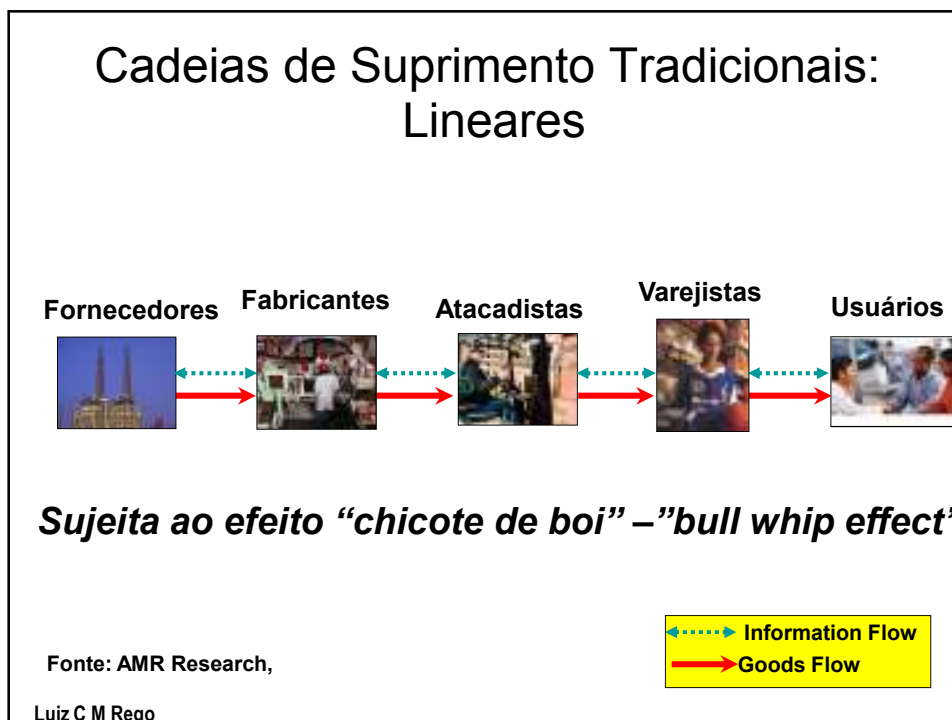 Cadeias de Suprimento Tradicionais:
Lineares
Fornecedores
Fabricantes
Atacadistas
Varejistas
Usuários
Sujeita ao efeito “chicote de boi” –”bull whip effect”
Information Flow
Goods Flow
Fonte: AMR Research,
Luiz C M Rego